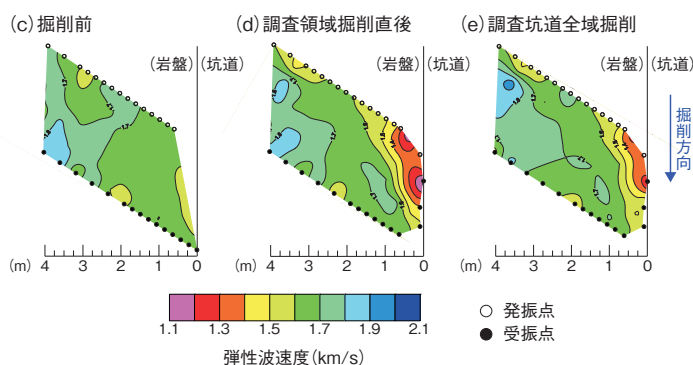 (c)掘削前
(d)調査領域掘削直後
(e)調査坑道全域掘削
(岩盤)(坑道)
(岩盤)(坑道)
(岩盤)(坑道)
掘削方向
(m) 4 3 2 1 0
4 3 2 1 0
4 3 2 1 0
(m)
1.1 1.3 1.5 1.7 1.9 2.1
弾性波速度(km/s)
○ 発振点
● 受振点